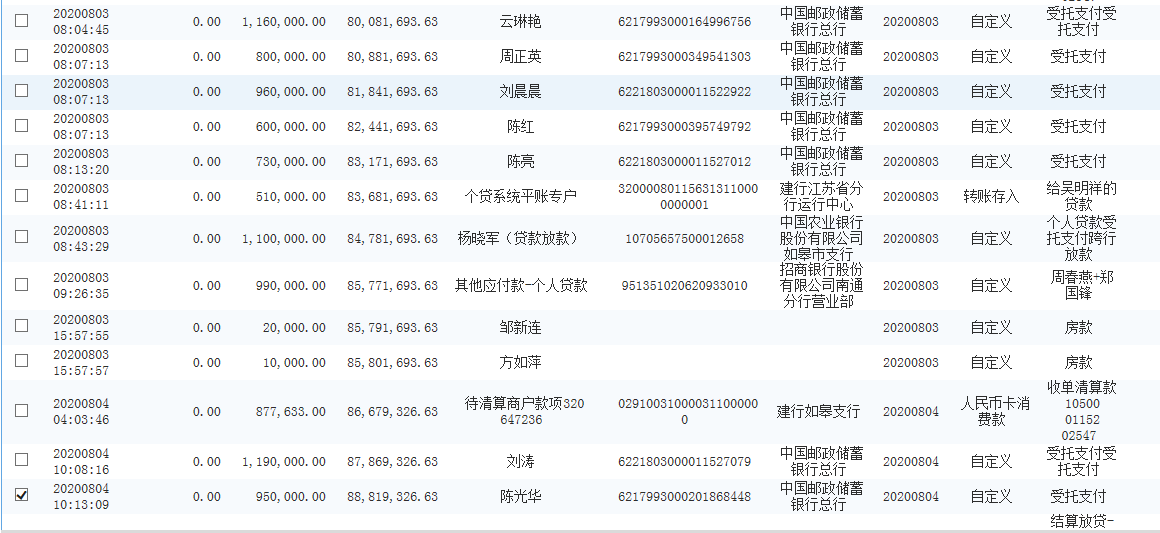 20200803 08:04:45 0.00 1,160,000.00 80,081,693.63 云琳艳 6217993000164996756 中国邮政储蓄银行总行 20200803 自定义 受托支付受托支付
20200803 08:07:13 0.00 800,000.00 80,881,693.63 周正英 6217993000349541303 中国邮政储蓄银行总行 20200803 自定义 受托支付
20200803 08:07:13 0.00 960,000.00 81,841,693.63 刘晨晨 6221803000011522922 中国邮政储蓄银行总行 20200803 自定义 受托支付
20200803 08:07:13 0.00 600,000.00 82,441,693.63 陈红 6217993000395749792 中国邮政储蓄银行总行 20200803 自定义 受托支付
20200803 08:13:20 0.00 730,000.00 83,171,693.63 陈亮 6221803000011527012 中国邮政储蓄银行总行 20200803 自定义 受托支付
20200803 08:41:11 0.00 510,000.00 83,681,693.63 个贷系统平账专户 320000801156313110000000001 建行江苏省分行运行中心 20200803 转账存入 给吴明祥的贷款
20200803 08:43:29 0.00 1,100,000.00 84,781,693.63 杨晓军（贷款放款） 10705657500012658 中国农业银行股份有限公司如皋市支行 20200803 自定义 个人贷款受托支付跨行放款
20200803 09:26:35 0.00 990,000.00 85,771,693.63 其他应付款-个人贷款 951351020620933010 招商银行股份有限公司南通分行营业部 20200803 自定义 周春燕+郑国锋
20200803 15:57:55 0.00 20,000.00 85,791,693.63 邹新连 20200803 自定义 房款
20200803 15:57:57 0.00 10,000.00 85,801,693.63 方如萍 20200803 自定义 房款
20200804 04:03:46 0.00 877,633.00 86,679,326.63 待清算商户款项320647236 029100310000311000000 建行如皋支行 20200804 人民币卡消费款 收单清算款10500 01152 02547
20200804 10:08:16 0.00 1,190,000.00 87,869,326.63 刘涛 6221803000011527079 中国邮政储蓄银行总行 20200804 自定义 受托支付受托支付
20200804 10:13:09 0.00 950,000.00 88,819,326.63 陈光华 6217993000201868448 中国邮政储蓄银行总行 20200804 自定义 受托支付
结算放贷-